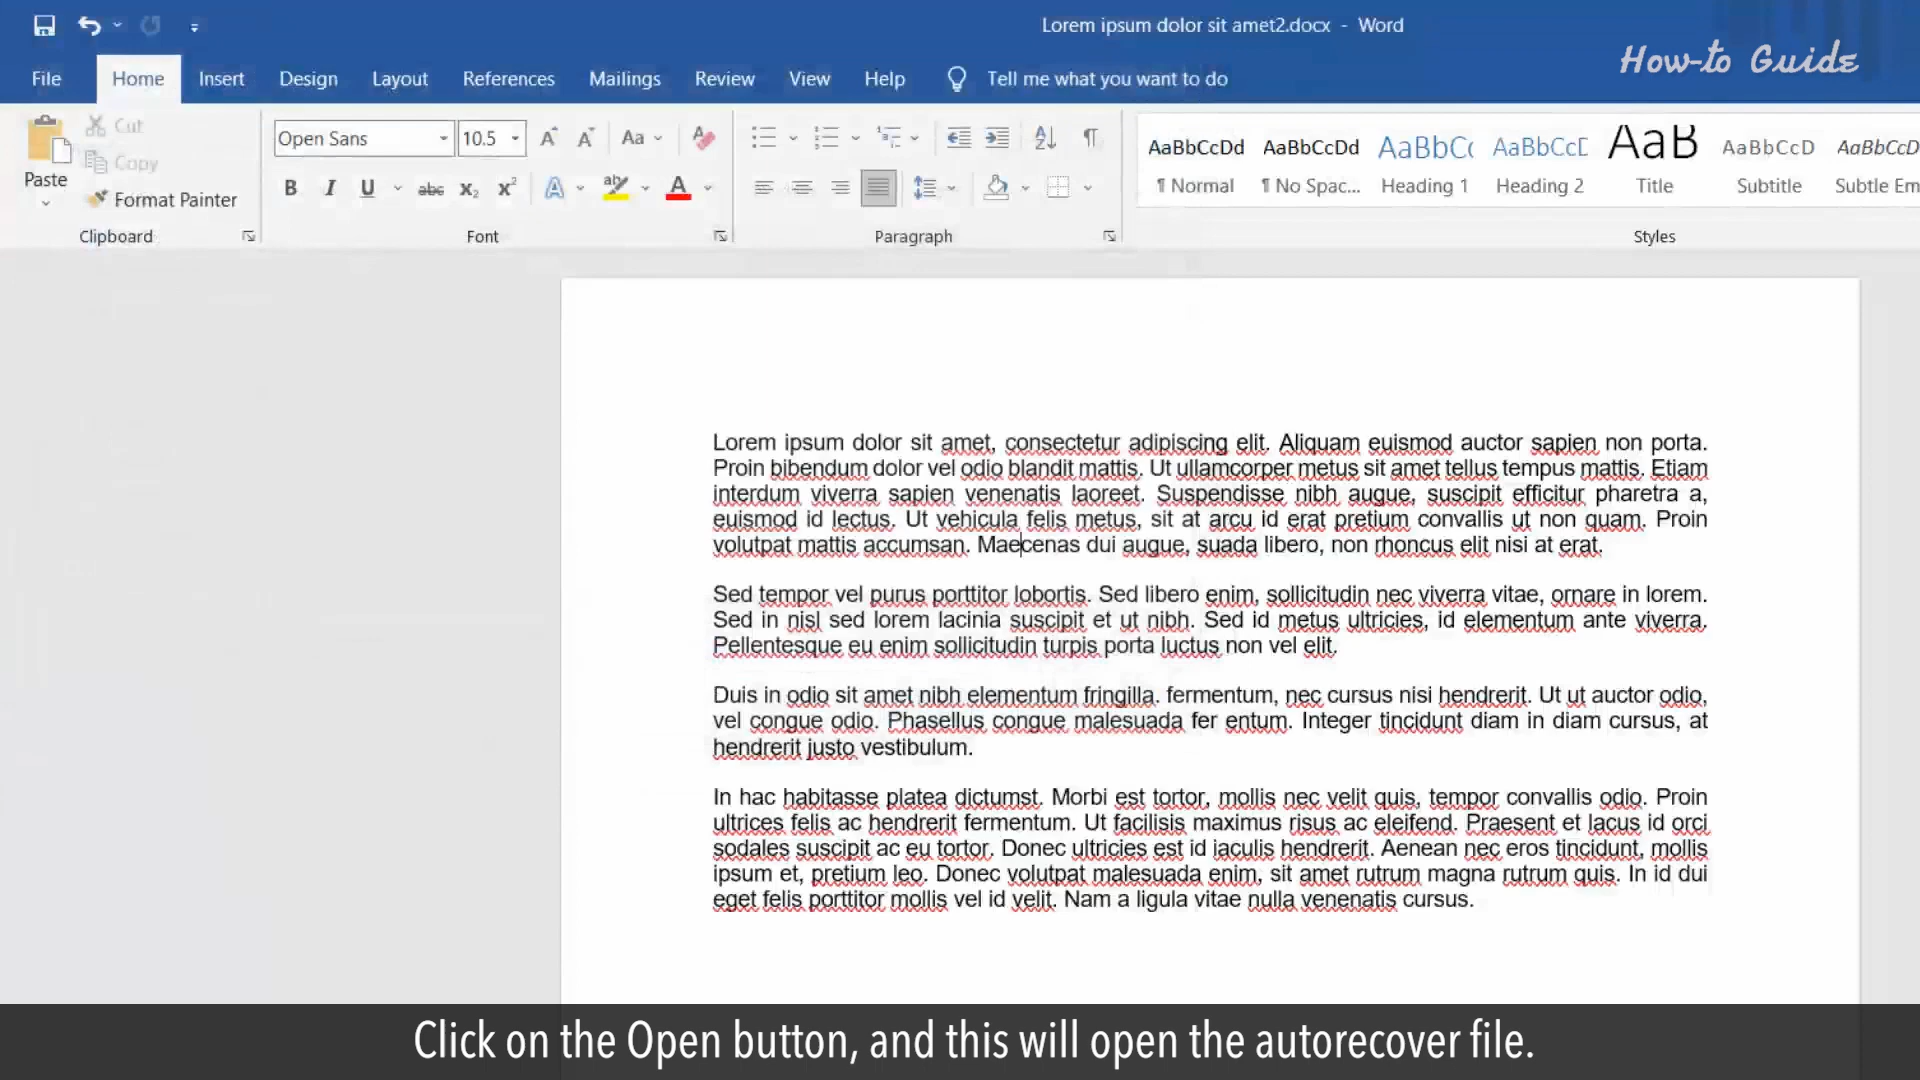 Lorem ipsum dolor sit amet2.docx - Word
How-to Guide
File Home Insert Design Layout References Mailings Review View Help Tell me what you want to do
Cut
Copy
Paste
Format Painter
Clipboard
Open Sans 10.5
Font
Paragraph
AaBbCcDd AaBbCcDd AaBbC AaBbCcD AaB AaBbCcD AaBbCcD
¶ Normal ¶ No Spac... Heading 1 Heading 2 Title Subtitle Subtle Em
Styles
Lorem ipsum dolor sit amet, consectetur adipiscing elit. Aliquam euismod auctor sapien non porta.
Proin bibendum dolor vel odio blandit mattis. Ut ullamcorper metus sit amet tellus tempus mattis. Etiam
interdum viverra sapien venenatis laoreet. Suspendisse nibh augue, suscipit efficitur pharetra a,
euismod id lectus. Ut vehicula felis metus, sit at arcu id erat pretium convallis ut non quam. Proin
volutpat mattis accumsan. Maecenas dui augue, suada libero, non rhoncus elit nisi at erat.
Sed tempor vel purus porttitor lobortis. Sed libero enim, sollicitudin nec viverra vitae, ornare in lorem.
Sed in nisl sed lorem lacinia suscipit et ut nibh. Sed id metus ultricies, id elementum ante viverra.
Pellentesque eu enim sollicitudin turpis porta luctus non vel elit.
Duis in odio sit amet nibh elementum fringilla. fermentum, nec cursus nisi hendrerit. Ut ut auctor odio,
vel congue odio. Phasellus congue malesuada fer entum. Integer tincidunt diam in diam cursus, at
hendrerit justo vestibulum.
In hac habitasse platea dictumst. Morbi est tortor, mollis nec velit quis, tempor convallis odio. Proin
ultrices felis ac hendrerit fermentum. Ut facilisis maximus risus ac eleifend. Praesent et lacus id orci
sodales suscipit ac eu tortor. Donec ultricies est id iaculis hendrerit. Aenean nec eros tincidunt, mollis
ipsum et, pretium leo. Donec volutpat malesuada enim, sit amet rutrum magna rutrum quis. In id dui
eget felis porttitor mollis vel id velit. Nam a ligula vitae nulla venenatis cursus.
Click on the Open button, and this will open the autorecover file.